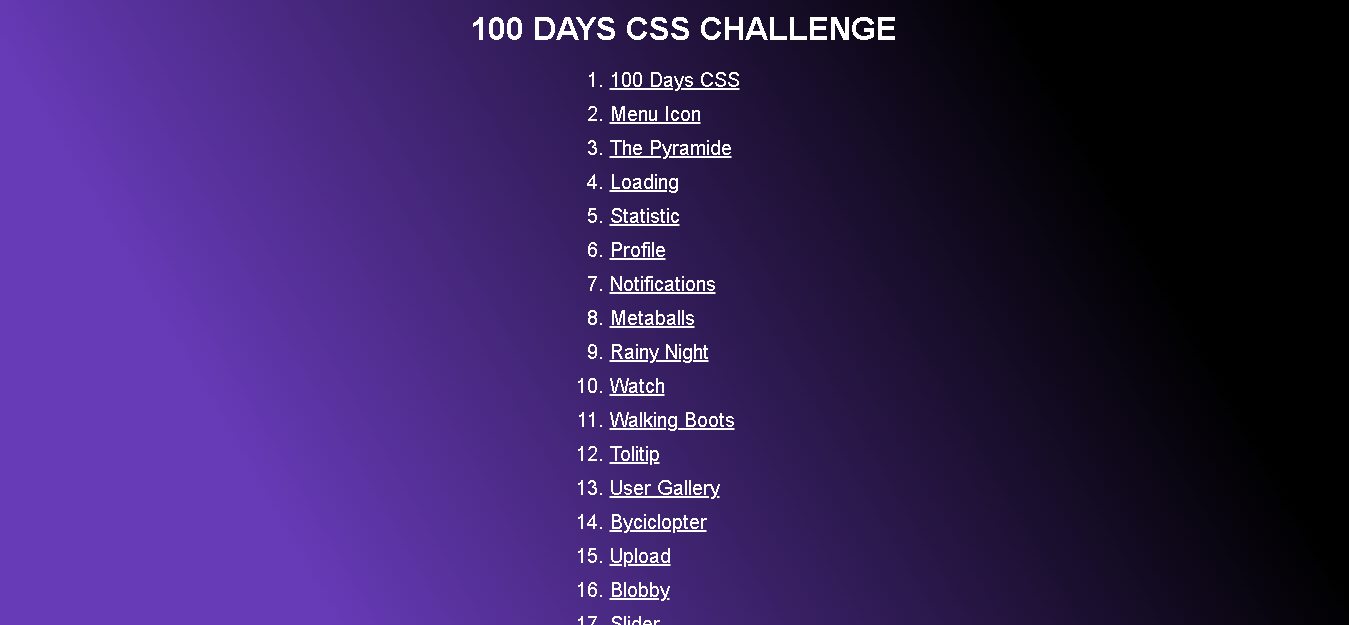 100 DAYS CSS CHALLENGE
1. 100 Days CSS
2. Menu Icon
3. The Pyramide
4. Loading
5. Statistic
6. Profile
7. Notifications
8. Metaballs
9. Rainy Night
10. Watch
11. Walking Boots
12. Tolitip
13. User Gallery
14. Byciclopter
15. Upload
16. Blobby
17. Slider